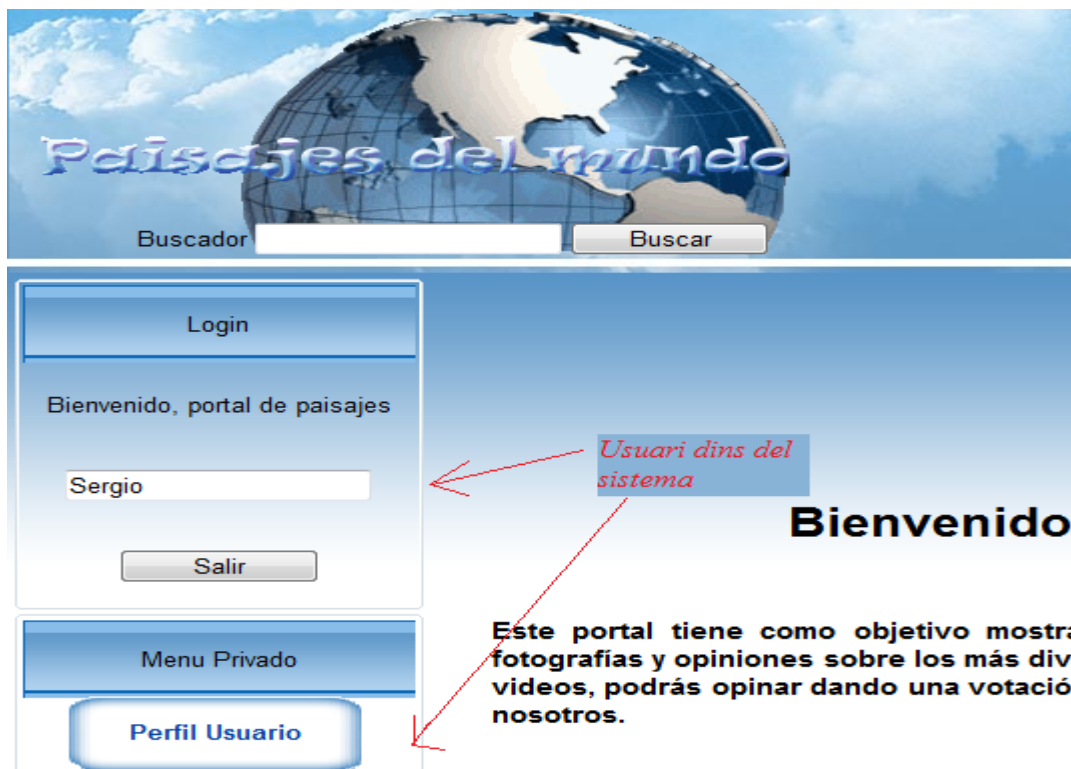 Paisajes del mundo
Buscador
Buscar
Login
Bienvenido, portal de paisajes
Sergio
Salir
Usuari dins del
sistema
Bienvenido
Menu Privado
Perfil Usuario
Este portal tiene como objetivo mostra
fotografías y opiniones sobre los más div
videos, podrás opinar dando una votació
nosotros.